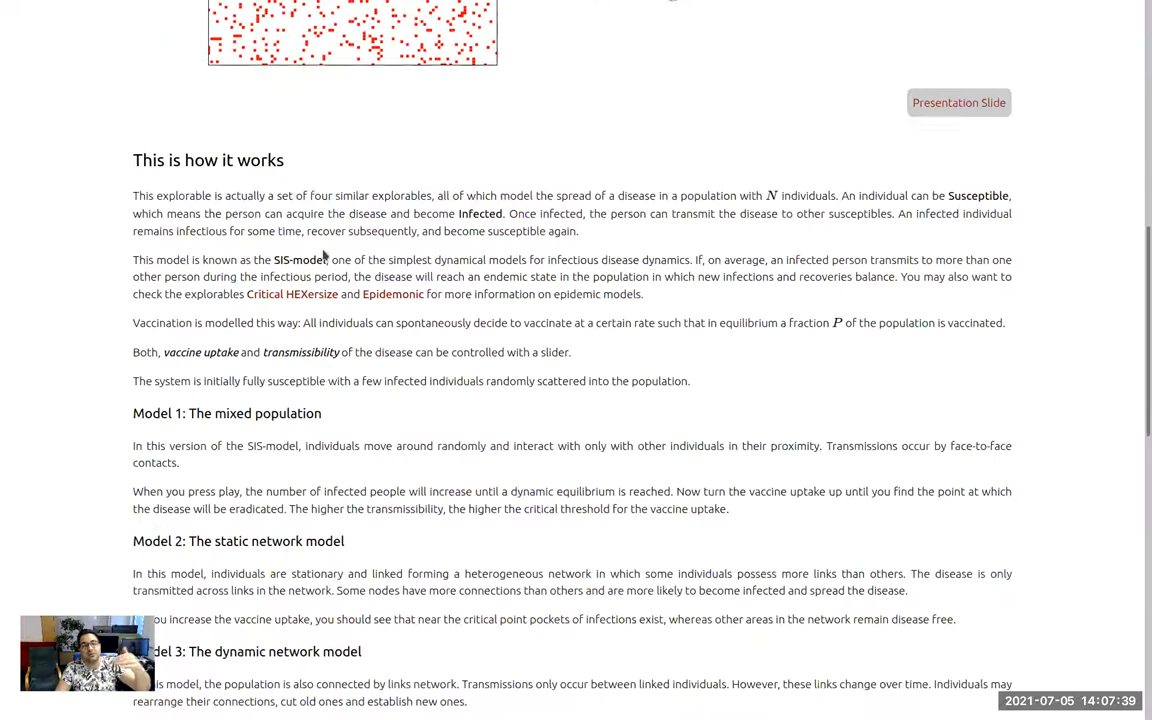 Presentation Slide
This is how it works
This explorable is actually a set of four similar explorables, all of which model the spread of a disease in a population with N individuals. An individual can be Susceptible,
which means the person can acquire the disease and become Infected. Once infected, the person can transmit the disease to other susceptibles. An infected individual
remains infectious for some time, recover subsequently, and become susceptible again.
This model is known as the SIS-model, one of the simplest dynamical models for infectious disease dynamics. If, on average, an infected person transmits to more than one
other person during the infectious period, the disease will reach an endemic state in the population in which new infections and recoveries balance. You may also want to
check the explorables Critical HEXersize and Epidemonic for more information on epidemic models.
Vaccination is modelled this way: All individuals can spontaneously decide to vaccinate at a certain rate such that in equilibrium a fraction P of the population is vaccinated.
Both, vaccine uptake and transmissibility of the disease can be controlled with a slider.
The system is initially fully susceptible with a few infected individuals randomly scattered into the population.
Model 1: The mixed population
In this version of the SIS-model, individuals move around randomly and interact with only with other individuals in their proximity. Transmissions occur by face-to-face
contacts.
When you press play, the number of infected people will increase until a dynamic equilibrium is reached. Now turn the vaccine uptake up until you find the point at which
the disease will be eradicated. The higher the transmissibility, the higher the critical threshold for the vaccine uptake.
Model 2: The static network model
In this model, individuals are stationary and linked forming a heterogeneous network in which some individuals possess more links than others. The disease is only
transmitted across links in the network. Some nodes have more connections than others and are more likely to become infected and spread the disease.
ou increase the vaccine uptake, you should see that near the critical point pockets of infections exist, whereas other areas in the network remain disease free.
del 3: The dynamic network model
is model, the population is also connected by links network. Transmissions only occur between linked individuals. However, these links change over time. Individuals may
rearrange their connections, cut old ones and establish new ones.
2021-07-05 14:07:39